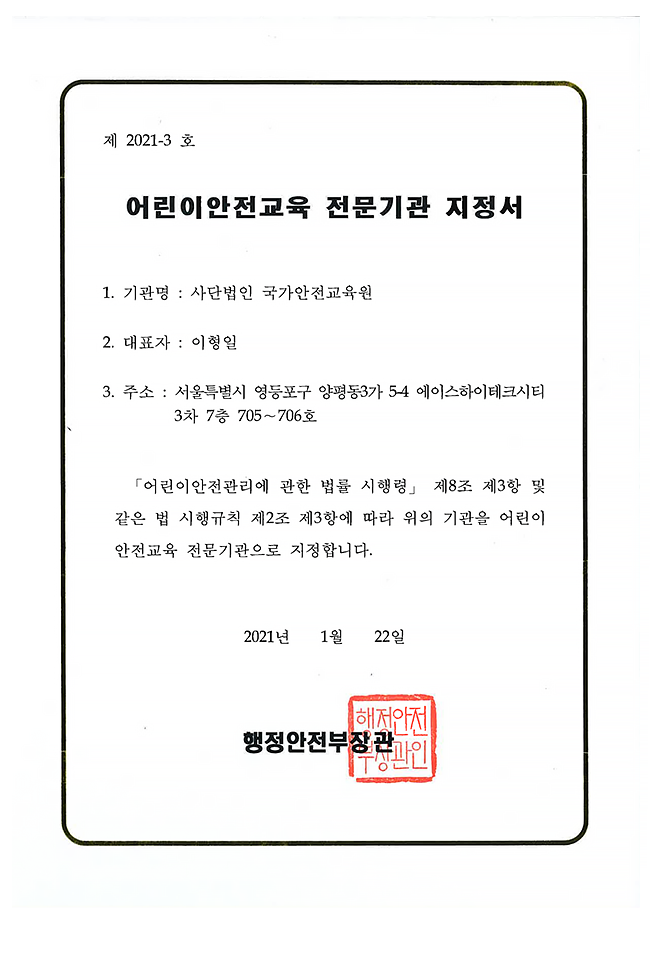 제 2021-3 호
어린이안전교육 전문기관 지정서
1. 기관명 : 사단법인 국가안전교육원
2. 대표자 : 이형일
3. 주소 : 서울특별시 영등포구 양평동3가 5-4 에이스하이테크시티
3차 7층 705~706호
「어린이안전관리에 관한 법률 시행령」 제8조 제3항 및
같은 법 시행규칙 제2조 제3항에 따라 위의 기관을 어린이
안전교육 전문기관으로 지정합니다.
2021년 1월 22일
행정안전부장관
행정안전
부장관인